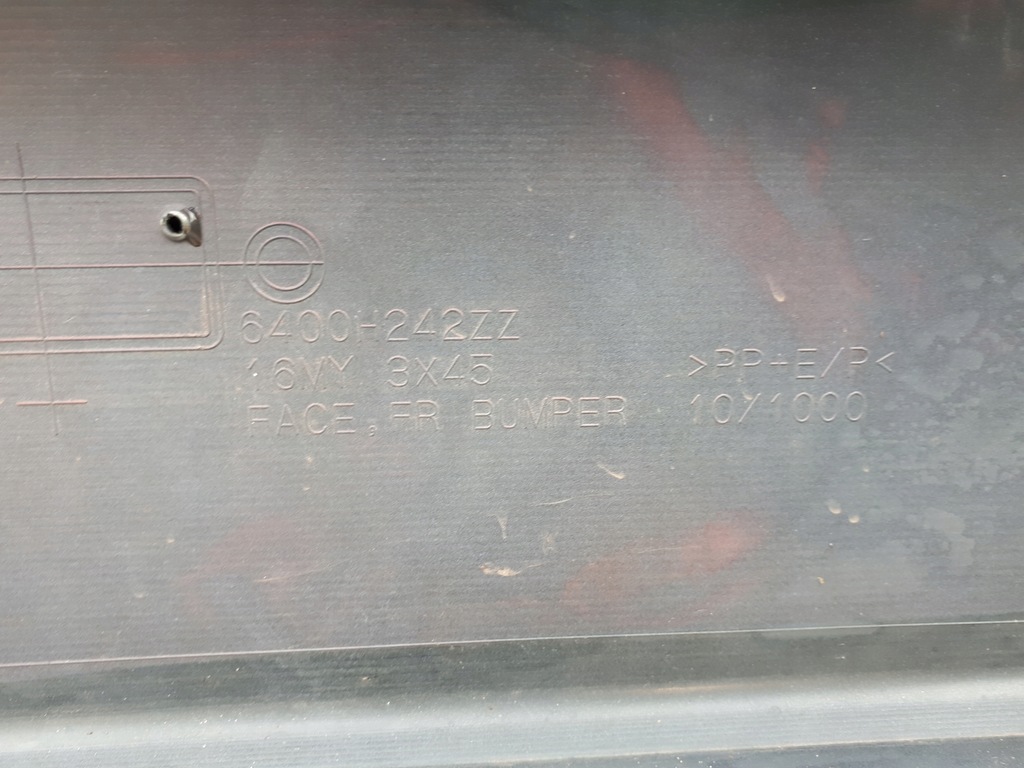 6400H242ZZ
16MY 3X45
FACE,FR BUMPER
>PP+E/P<
10/1000